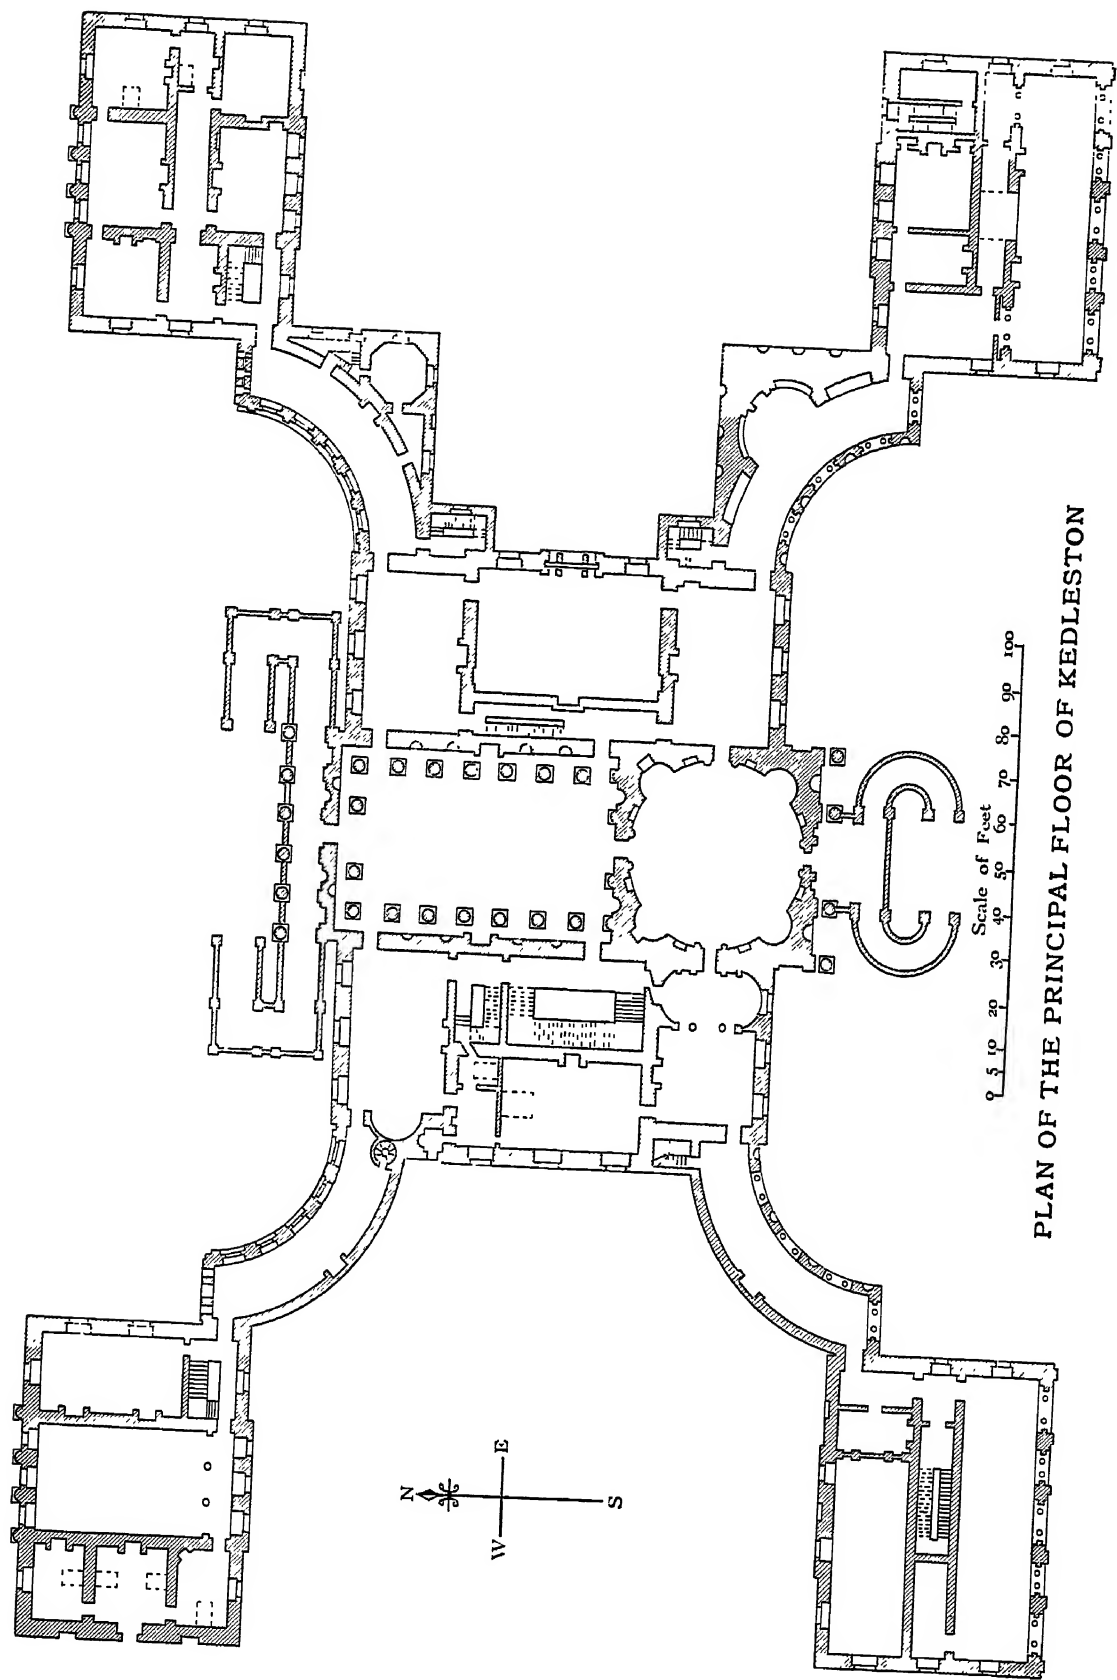 N
W E
S
Scale of Feet
0 5 10 20 30 40 50 60 70 80 90 100
PLAN OF THE PRINCIPAL FLOOR OF KEDLESTON